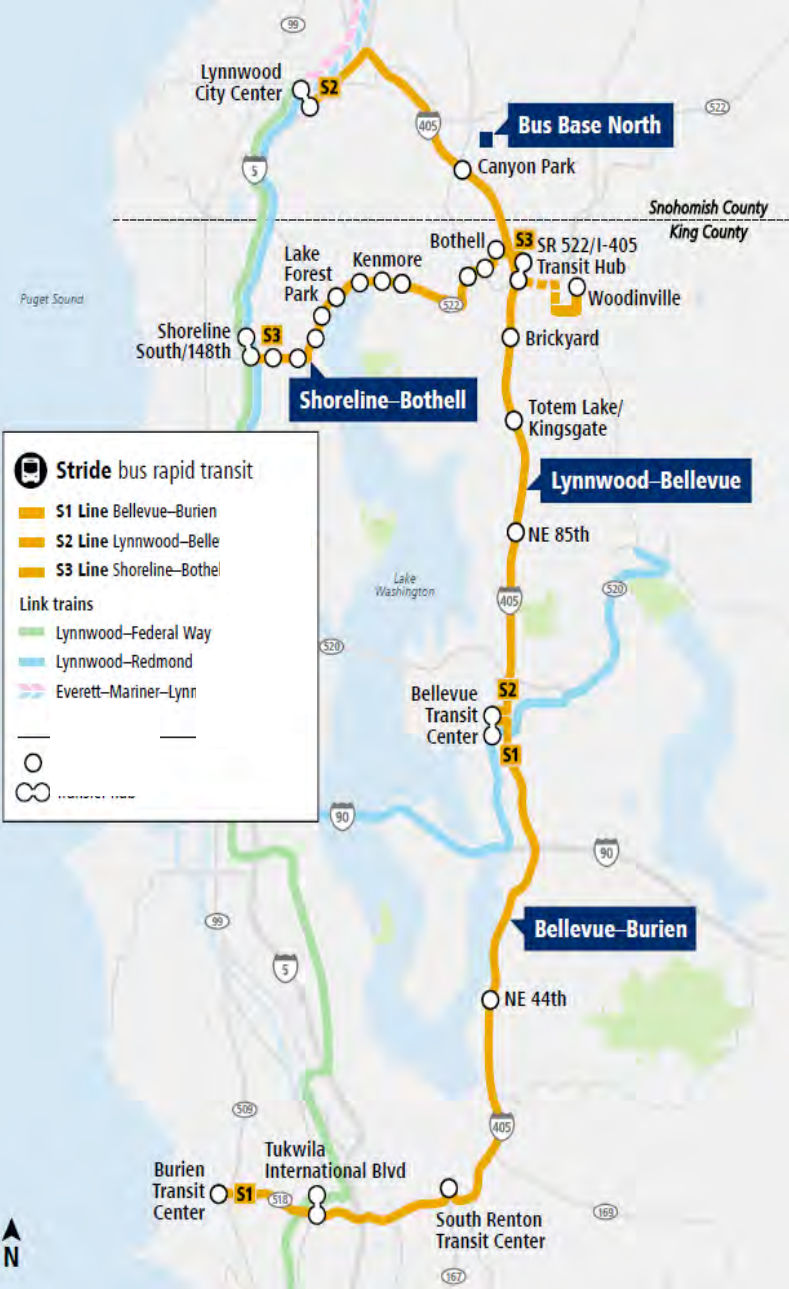 99
Lynnwood
City Center
S2
522
405
Bus Base North
5
Canyon Park
Snohomish County
King County
Bothell
S3
SR 522/I-405
Transit Hub
Lake
Forest
Park
Kenmore
Woodinville
Puget Sound
522
Shoreline
South/148th
S3
Brickyard
Shoreline–Bothell
Totem Lake/
Kingsgate
Stride bus rapid transit
Lynnwood–Bellevue
S1 Line Bellevue–Burien
S2 Line Lynnwood–Belle
S3 Line Shoreline–Bothel
NE 85th
Lake
Washington
405
520
Link trains
Lynnwood–Federal Way
520
Lynnwood–Redmond
Everett–Mariner–Lynn
S2
Bellevue
Transit
Center
S1
90
90
99
Bellevue–Burien
5
NE 44th
509
405
Tukwila
International Blvd
Burien
Transit
Center
S1
518
South Renton
Transit Center
169
N
167